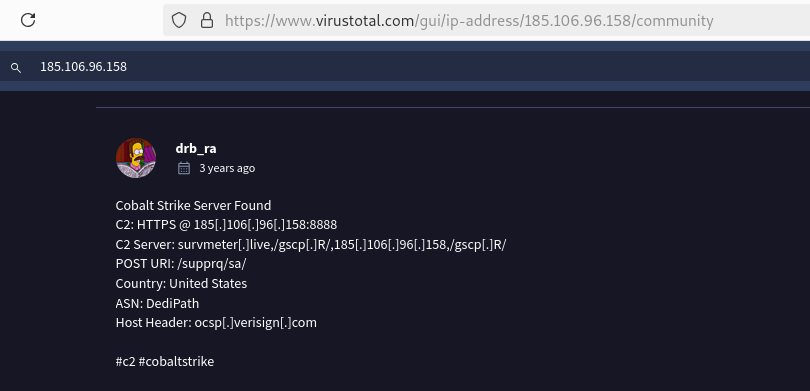 https://www.virustotal.com/gui/ip-address/185.106.96.158/community
185.106.96.158
drb_ra
3 years ago
Cobalt Strike Server Found
C2: HTTPS @ 185[.]106[.]96[.]158:8888
C2 Server: survmeter[.]live,/gscp[.]R/,185[.]106[.]96[.]158,/gscp[.]R/
POST URI: /supprq/sa/
Country: United States
ASN: DediPath
Host Header: ocsp[.]verisign[.]com
#c2 #cobaltstrike